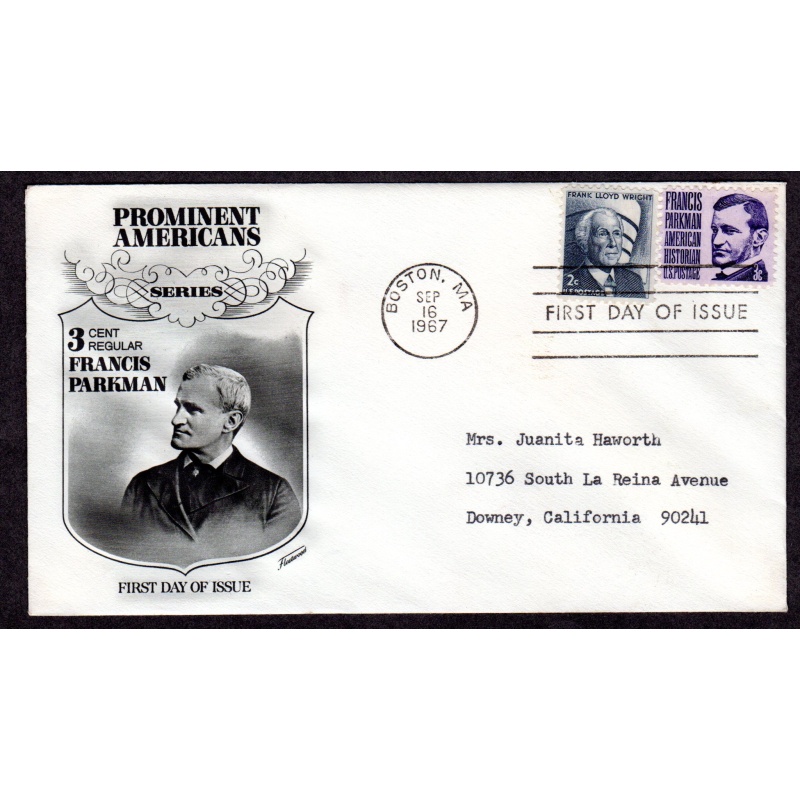 PROMINENT
AMERICANS
SERIES
3 CENT
REGULAR
FRANCIS
PARKMAN
Fleetwood
FIRST DAY OF ISSUE
BOSTON, MA
SEP
16
1967
FRANK LLOYD WRIGHT
2c
U.S. POSTAGE
FRANCIS
PARKMAN
AMERICAN
HISTORIAN
U.S. POSTAGE
3c
FIRST DAY OF ISSUE
Mrs. Juanita Haworth
10736 South La Reina Avenue
Downey, California 90241